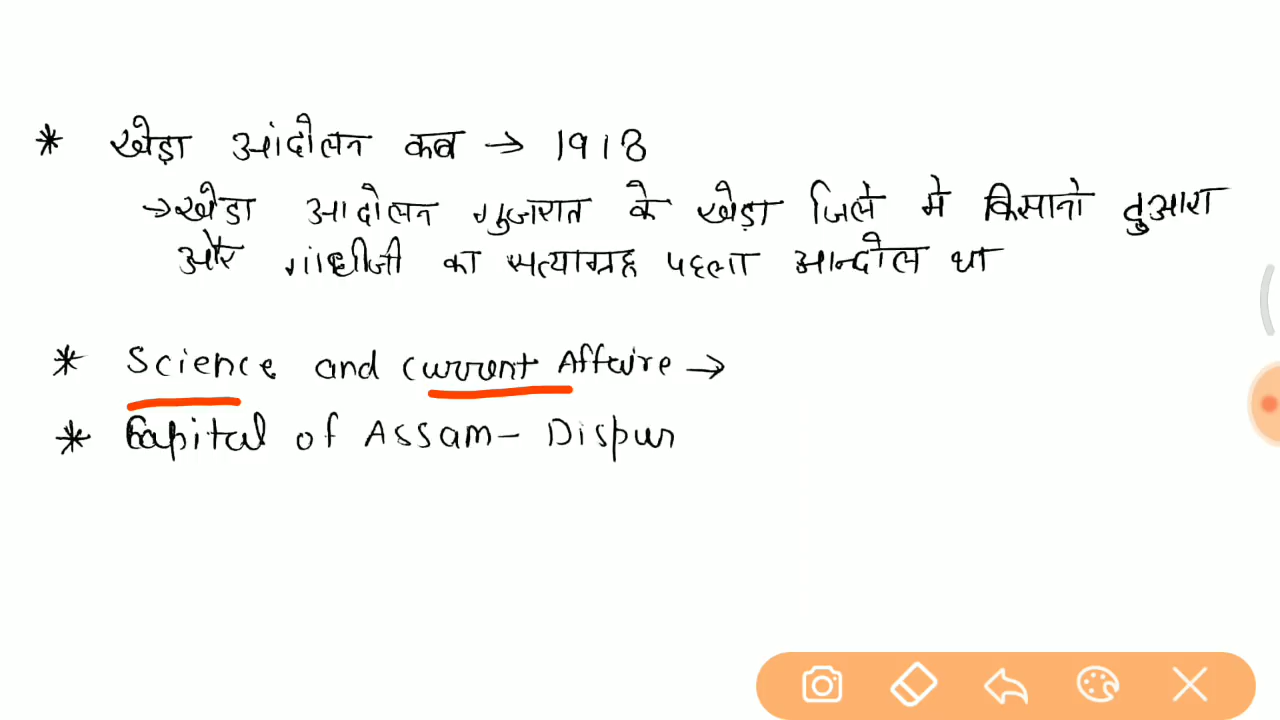 * खेड़ा आंदोलन कब → 1918
→ खेडा आदोलन गुजरात के खेड़ा जिले मे किसानो दुआरा
और गांधीजी का सत्याग्रह पहला आन्दोल था
* Science and Current Affaire →
* Capital of Assam - Dispur